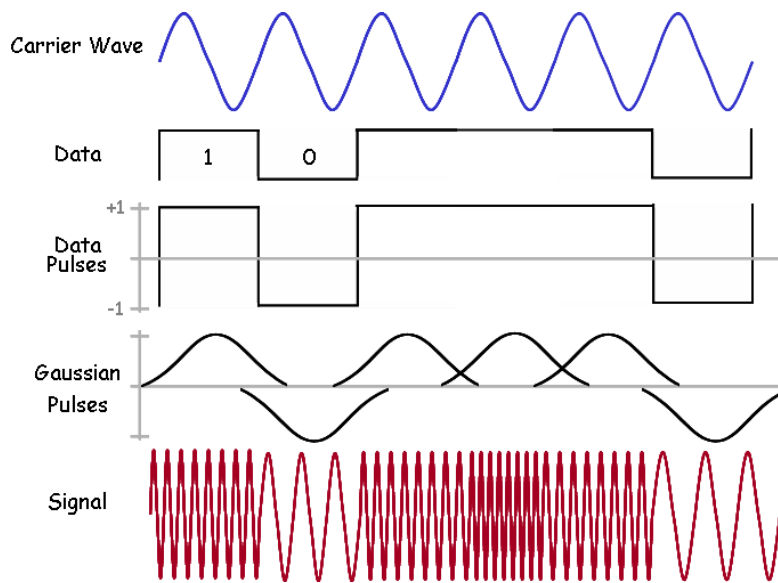 Carrier Wave
Data
1 0
+1
Data
Pulses
-1
Gaussian
Pulses
Signal